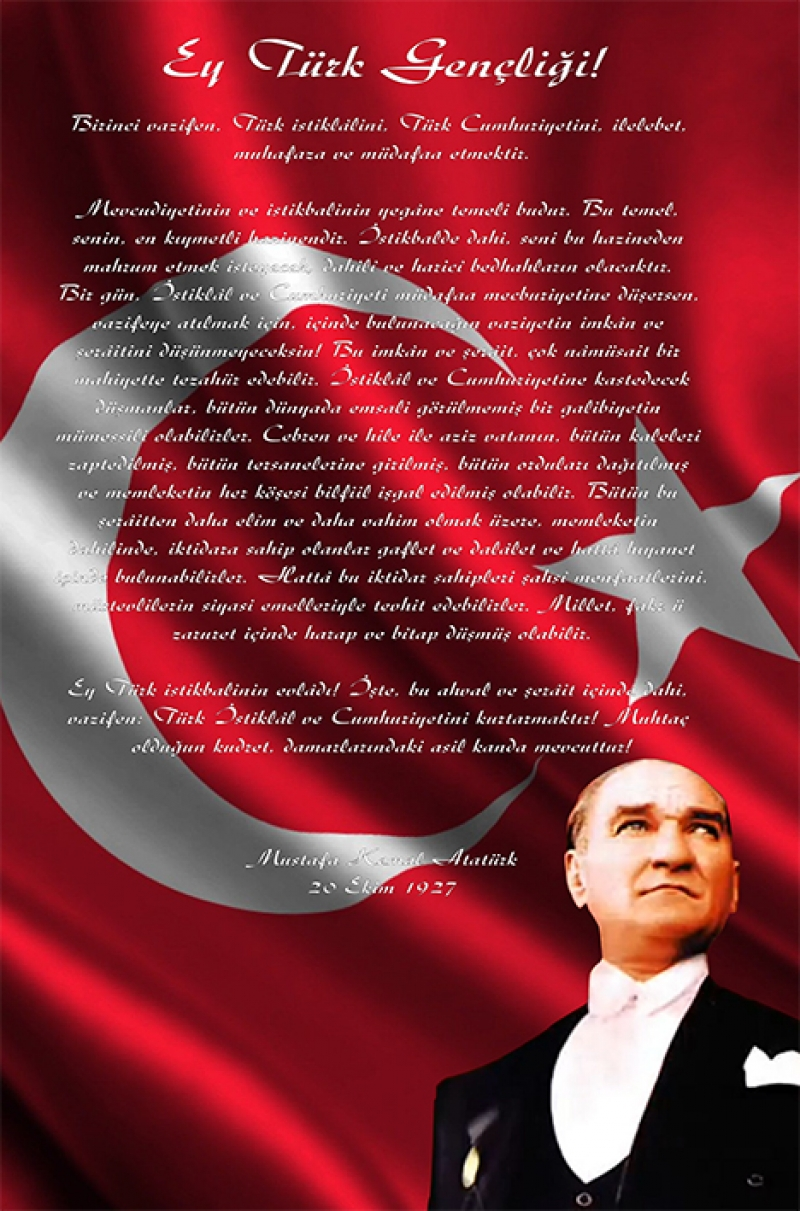 Ey Türk Gençliği!
Birinci vazifen, Türk istiklâlini, Türk Cumhuriyetini, ilelebet,
muhafaza ve müdafaa etmektir.
Mevcudiyetinin ve istikbalinin yegâne temeli budur. Bu temel,
senin, en kıymetli hazinendir. İstikbalde dahi, seni bu hazineden
mahrum etmek isteyecek, dahilî ve haricî bedhahların olacaktır.
Bir gün, İstiklâl ve Cumhuriyeti müdafaa mecburiyetine düşersen,
vazifeye atılmak için, içinde bulunacağın vaziyetin imkân ve
şerâitini düşünmeyeceksin! Bu imkân ve şerâit, çok nâmüsait bir
mahiyette tezahür edebilir. İstiklâl ve Cumhuriyetine kastedecek
düşmanlar, bütün dünyada emsali görülmemiş bir galibiyetin
mümessili olabilirler. Cebren ve hile ile aziz vatanın, bütün kaleleri
zaptedilmiş, bütün tersanelerine girilmiş, bütün orduları dağıtılmış
ve memleketin her köşesi bilfiil işgal edilmiş olabilir. Bütün bu
şerâitten daha elim ve daha vahim olmak üzere, memleketin
dahilinde, iktidara sahip olanlar gaflet ve dalâlet ve hattâ hıyanet
içinde bulunabilirler. Hattâ bu iktidar sahipleri şahsî menfaatlerini,
müstevlilerin siyasi emelleriyle tevhit edebilirler. Millet, fakr ü
zaruret içinde harap ve bîtap düşmüş olabilir.
Ey Türk istikbalinin evlâdı! İşte, bu ahval ve şerâit içinde dahi,
vazifen; Türk İstiklâl ve Cumhuriyetini kurtarmaktır! Muhtaç
olduğun kudret, damarlarındaki asil kanda mevcuttur!
Mustafa Kemal Atatürk
20 Ekim 1927